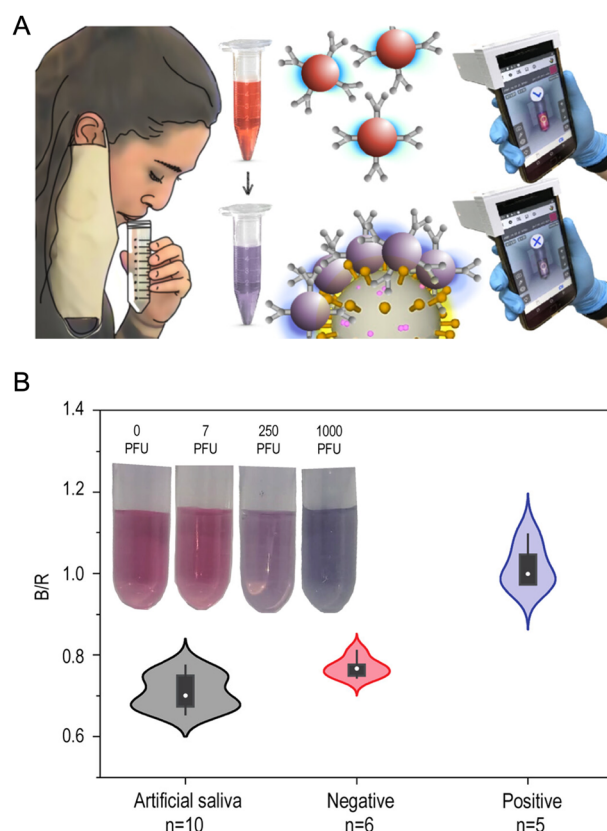 A
B
1.4
1.2
1.0
0.8
0.6
B/R
0 7 250 1000
PFU PFU PFU PFU
Artificial saliva Negative Positive
n=10 n=6 n=5